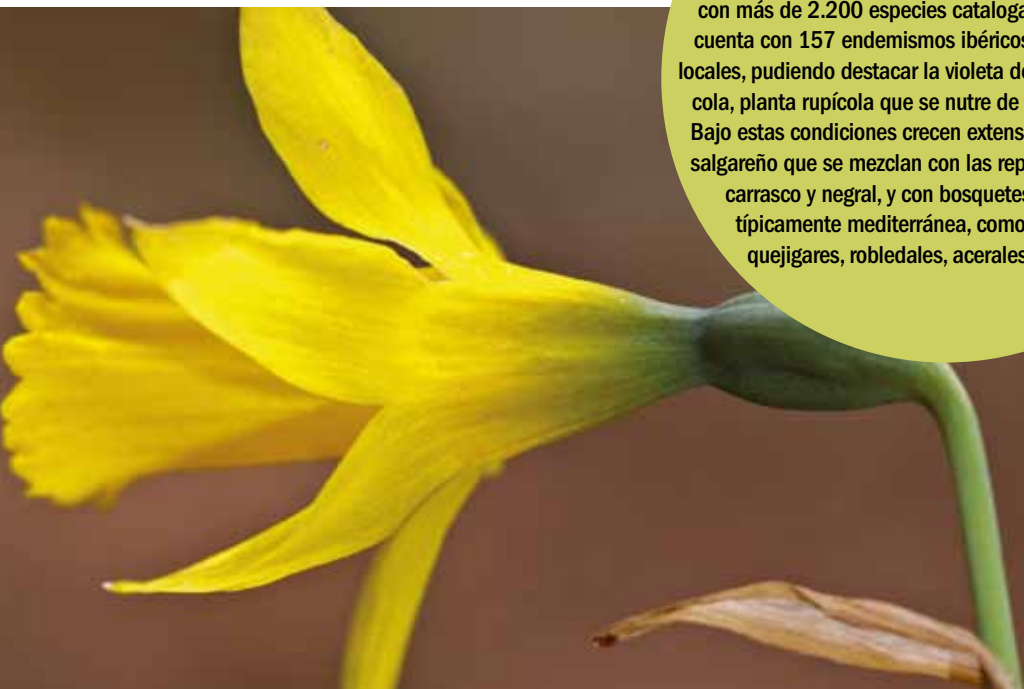 con más de 2.200 especies cataloga
cuenta con 157 endemismos ibéricos
locales, pudiendo destacar la violeta de
cola, planta rupícola que se nutre de
Bajo estas condiciones crecen extens
salgareño que se mezclan con las rep
carrasco y negral, y con bosquetes
típicamente mediterránea, como
quejigares, robledales, acerales